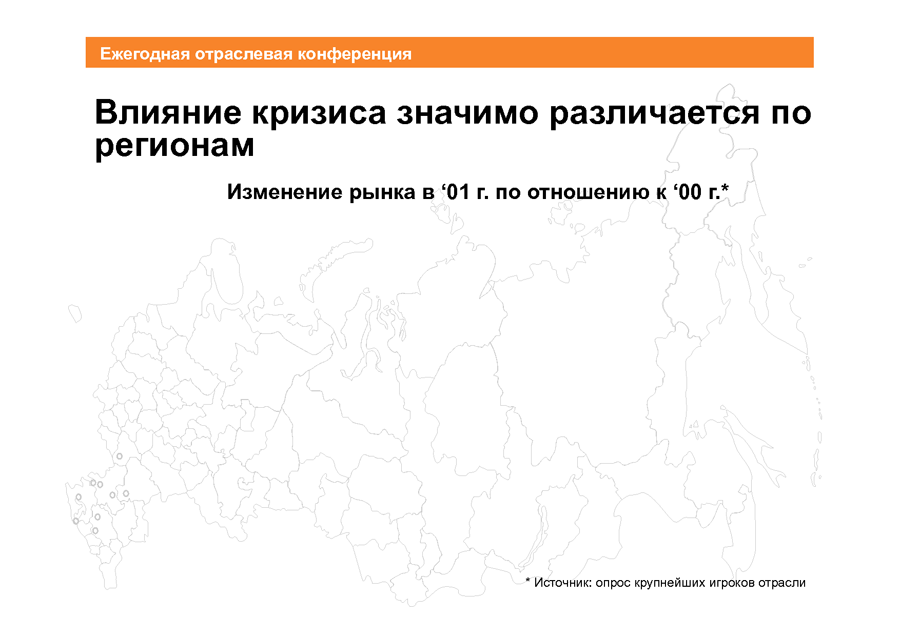 Ежегодная отраслевая конференция
Влияние кризиса значимо различается по
регионам
Изменение рынка в ‘01 г. по отношению к ‘00 г.*
* Источник: опрос крупнейших игроков отрасли